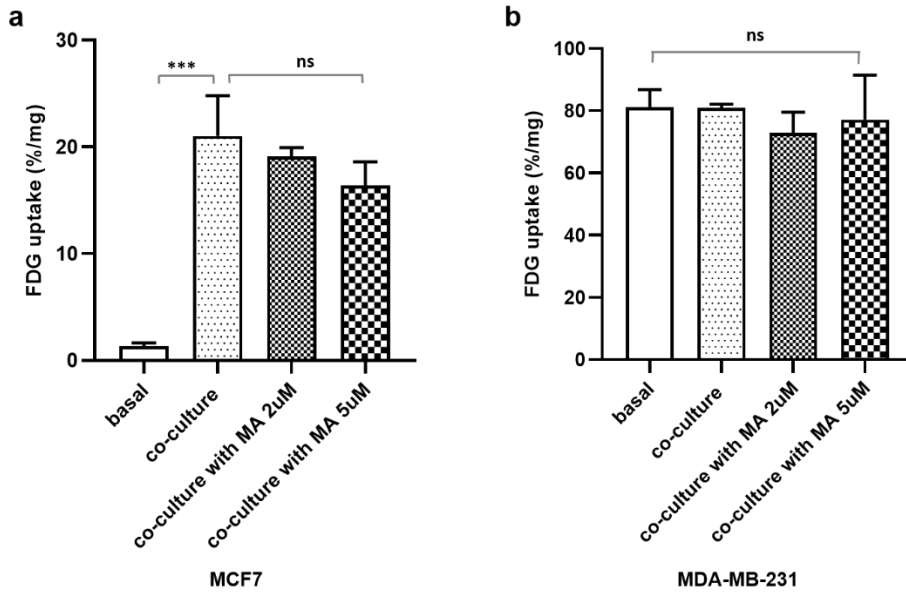 a
30
20
10
0
FDG uptake (%/mg)
***
ns
basal
co-culture
co-culture with MA 2uM
co-culture with MA 5uM
MCF7
b
100
80
60
40
20
0
FDG uptake (%/mg)
ns
basal
co-culture
co-culture with MA 2uM
co-culture with MA 5uM
MDA-MB-231